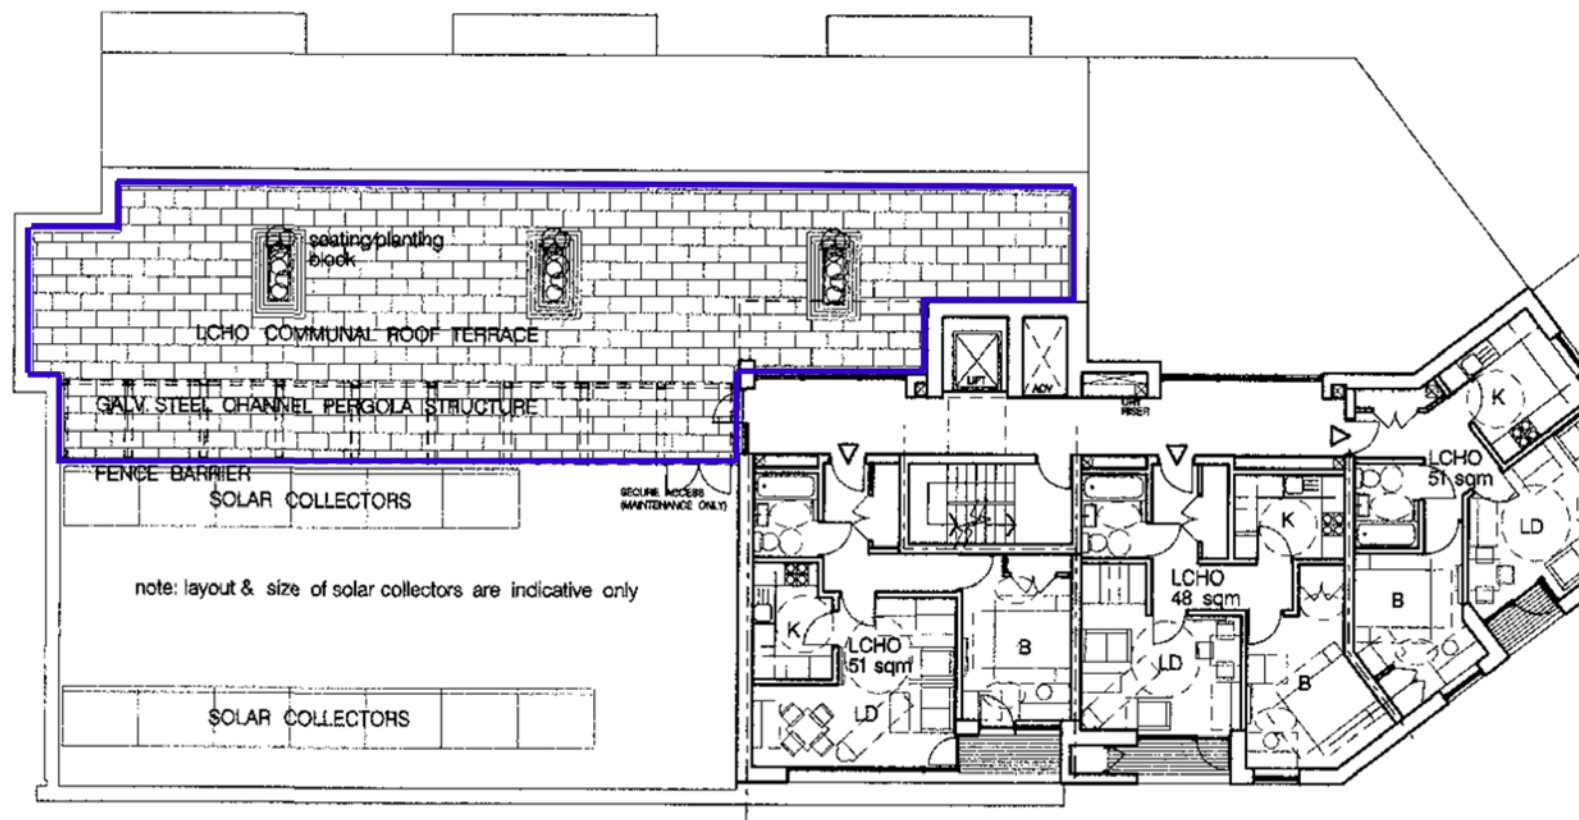 seating/planting
block
LCHO COMMUNAL ROOF TERRACE
GALV. STEEL CHANNEL PERGOLA STRUCTURE
FENCE BARRIER
SOLAR COLLECTORS
SECURE ACCESS
(MAINTENANCE ONLY)
note: layout & size of solar collectors are indicative only
SOLAR COLLECTORS
LIFT
AOV
RISER
K
LCHO
51 sqm
LD
K
B
LCHO
48 sqm
K
LCHO
51 sqm
B
LD
LD
B